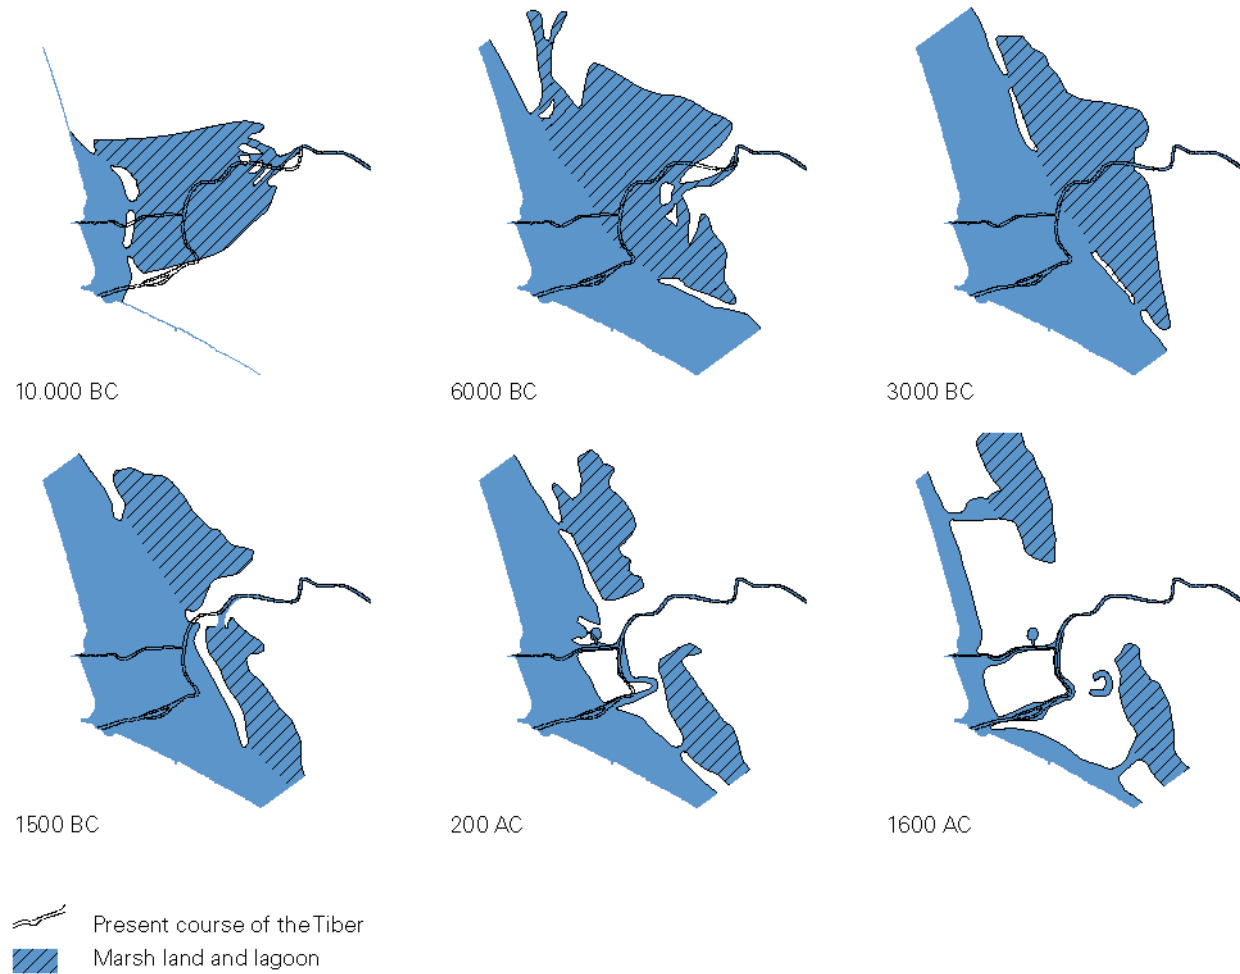 10.000 BC
6000 BC
3000 BC
1500 BC
200 AC
1600 AC
Present course of the Tiber
Marsh land and lagoon